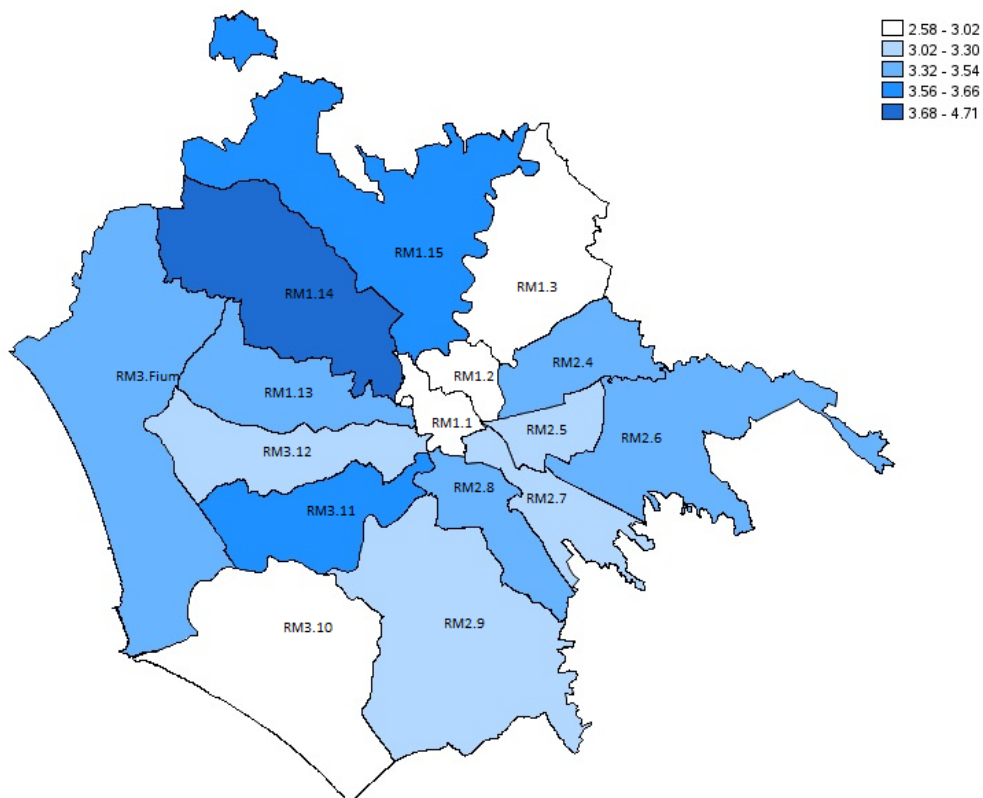 2.58 - 3.02
3.02 - 3.30
3.32 - 3.54
3.56 - 3.66
3.68 - 4.71
RM1.15
RM1.3
RM1.14
RM3.Fium
RM1.2
RM2.4
RM1.13
RM1.1
RM2.5
RM2.6
RM3.12
RM2.8
RM2.7
RM3.11
RM2.9
RM3.10